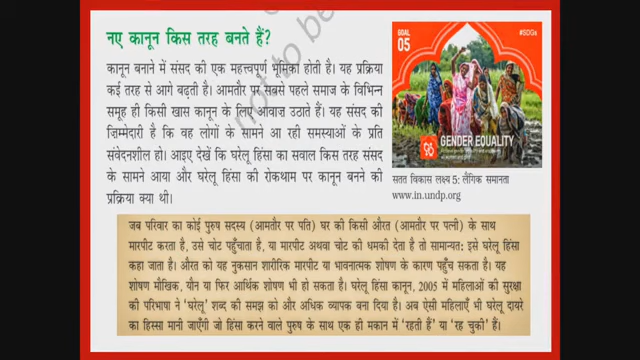 नए कानून किस तरह बनते हैं?
कानून बनाने में संसद की एक महत्त्वपूर्ण भूमिका होती है। यह प्रक्रिया
कई तरह से आगे बढ़ती है। आमतौर पर सबसे पहले समाज के विभिन्न
समूह ही किसी खास कानून के लिए आवाज़ उठाते हैं। यह संसद की
ज़िम्मेदारी है कि वह लोगों के सामने आ रही समस्याओं के प्रति
संवेदनशील हो। आइए देखें कि घरेलू हिंसा का सवाल किस तरह संसद
के सामने आया और घरेलू हिंसा की रोकथाम पर कानून बनने की
प्रक्रिया क्या थी।
not to be
GOAL
05
#SDGs
GENDER EQUALITY
सतत विकास लक्ष्य 5: लैंगिक समानता
www.in.undp.org
जब परिवार का कोई पुरुष सदस्य (आमतौर पर पति) घर की किसी औरत (आमतौर पर पत्नी) के साथ
मारपीट करता है, उसे चोट पहुँचाता है, या मारपीट अथवा चोट की धमकी देता है तो सामान्यत: इसे घरेलू हिंसा
कहा जाता है। औरत को यह नुकसान शारीरिक मारपीट या भावनात्मक शोषण के कारण पहुँच सकता है। यह
शोषण मौखिक, यौन या फिर आर्थिक शोषण भी हो सकता है। घरेलू हिंसा कानून, 2005 में महिलाओं की सुरक्षा
की परिभाषा ने 'घरेलू' शब्द की समझ को और अधिक व्यापक बना दिया है। अब ऐसी महिलाएँ भी घरेलू दायरे
का हिस्सा मानी जाएँगी जो हिंसा करने वाले पुरुष के साथ एक ही मकान में 'रहती हैं' या 'रह चुकी' हैं।